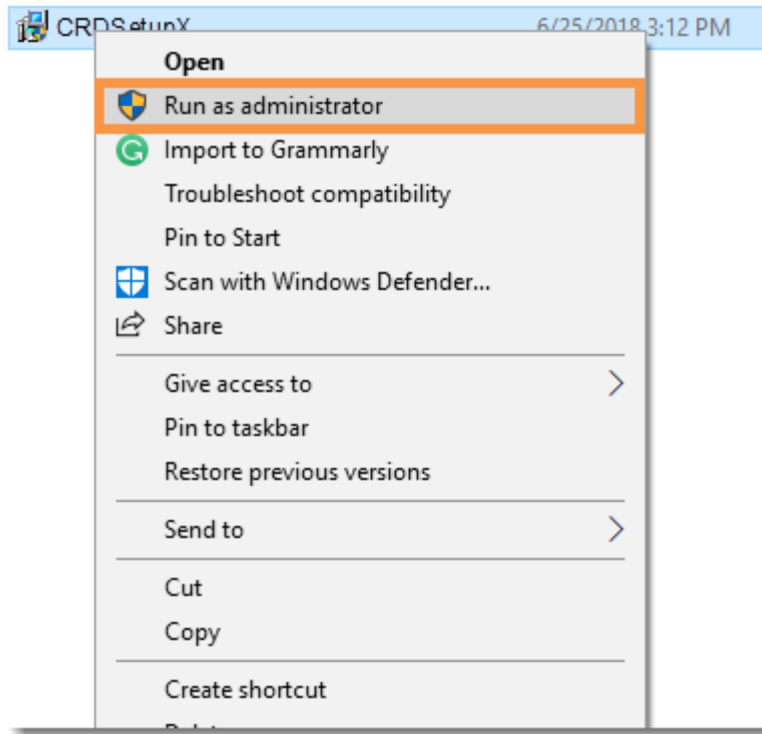 CRDSetupX 6/25/2018 3:12 PM
Open
Run as administrator
Import to Grammarly
Troubleshoot compatibility
Pin to Start
Scan with Windows Defender...
Share
Give access to
Pin to taskbar
Restore previous versions
Send to
Cut
Copy
Create shortcut